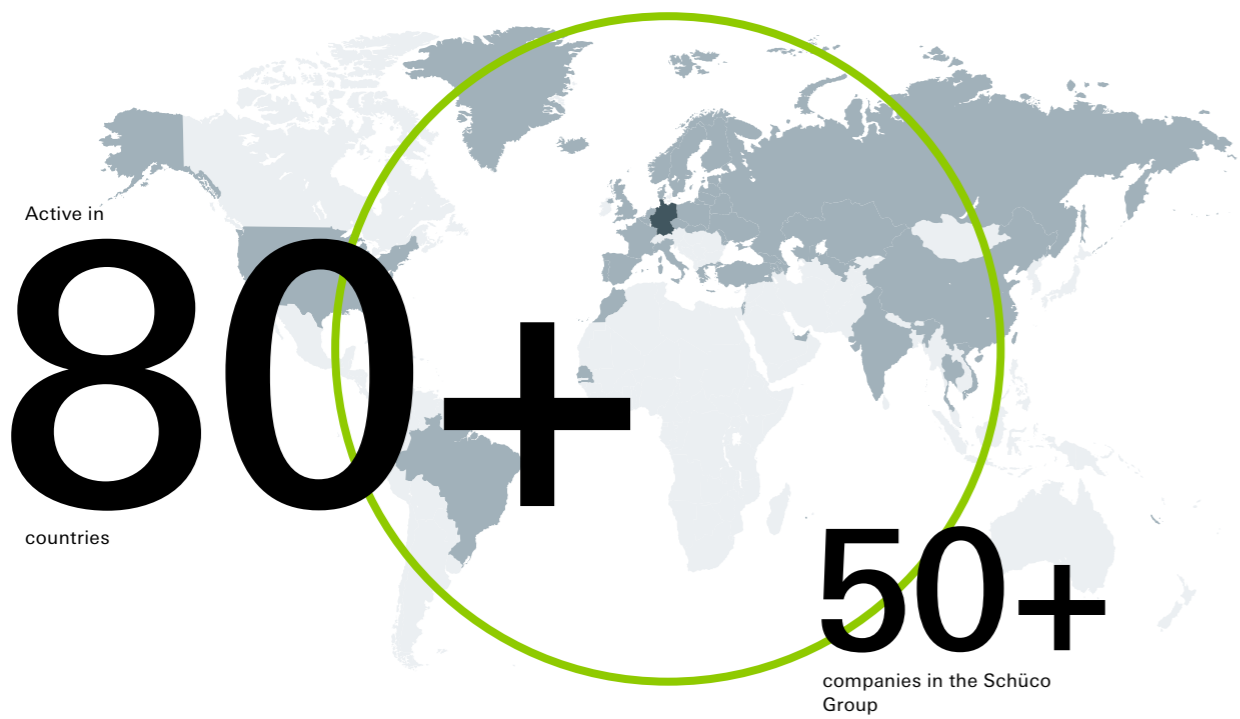 Active in
80+
countries
50+
companies in the Schüco
Group